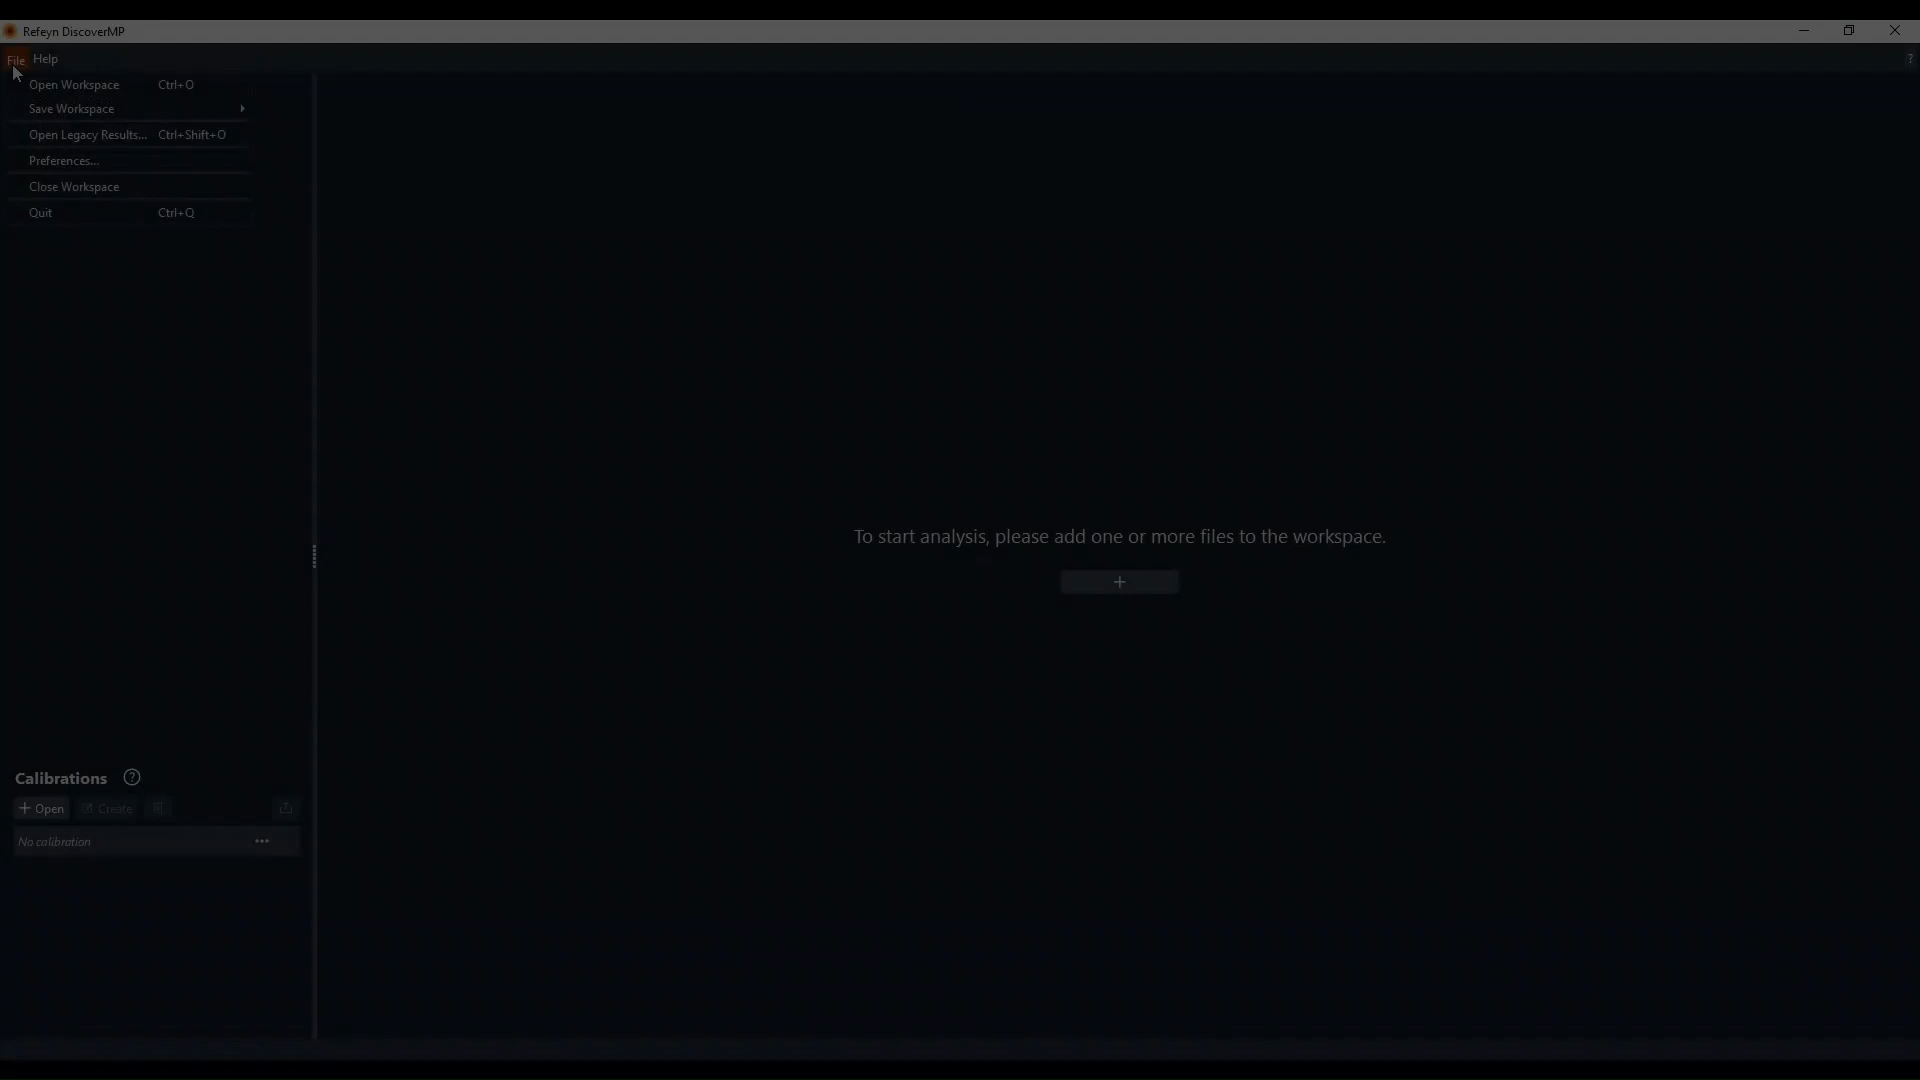 Refeyn DiscoverMP
File Help
?
Open Workspace Ctrl+O
Save Workspace
Open Legacy Results... Ctrl+Shift+O
Preferences...
Close Workspace
Quit Ctrl+Q
To start analysis, please add one or more files to the workspace.
+
Calibrations ?
+ Open Create
No calibration •••